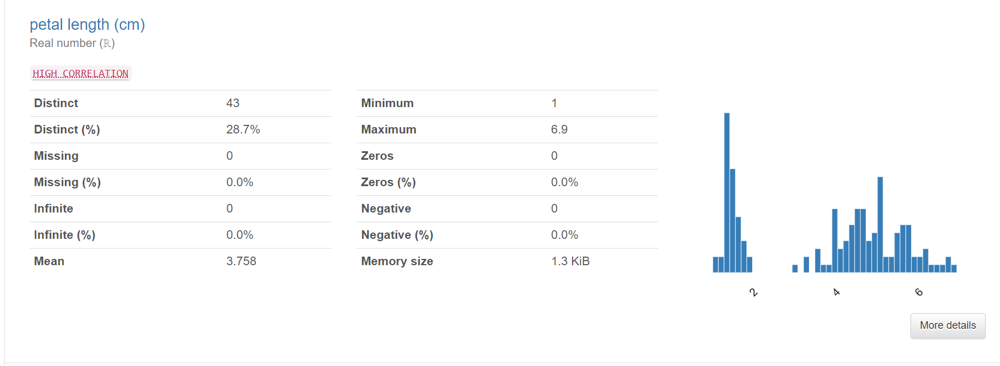 petal length (cm)
Real number (ℝ)
HIGH CORRELATION
Distinct 43
Distinct (%) 28.7%
Missing 0
Missing (%) 0.0%
Infinite 0
Infinite (%) 0.0%
Mean 3.758
Minimum 1
Maximum 6.9
Zeros 0
Zeros (%) 0.0%
Negative 0
Negative (%) 0.0%
Memory size 1.3 KiB
2 4 6
More details